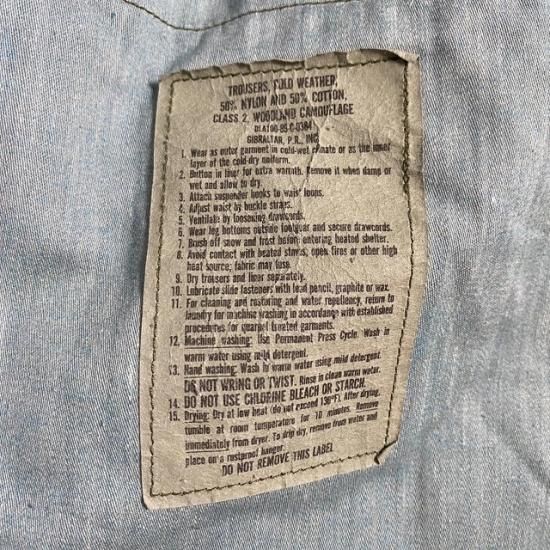 TROUSERS, COLD WEATHER,
50% NYLON AND 50% COTTON,
CLASS 2, WOODLAND CAMOUFLAGE
DLA100-85-C-0384
GIBRALTAR, P.R., INC
1. Wear as outer garment in cold-wet climate or as the inner
layer of the cold-dry uniform.
2. Button in liner for extra warmth. Remove it when damp or
wet and allow to dry.
3. Attach suspender hooks to waist loops.
4. Adjust waist by buckle straps.
5. Ventilate by loosening drawcords.
6. Wear leg bottoms outside footgear and secure drawcords.
7. Brush off snow and frost before entering heated shelter.
8. Avoid contact with heated stoves, open fires or other high
heat source; fabric may fuse.
9. Dry trousers and liner separately.
10. Lubricate slide fasteners with lead pencil, graphite or wax.
11. For cleaning and restoring and water repellency, return to
laundry for machine washing in accordance with established
procedures for quarpel treated garments.
12. Machine washing: Use Permanent Press Cycle. Wash in
warm water using mild detergent.
13. Hand washing: Wash in warm water using mild detergent.
DO NOT WRING OR TWIST. Rinse in clean warm water.
14. DO NOT USE CHLORINE BLEACH OR STARCH.
15. Drying: Dry at low heat (do not exceed 130°F). After drying,
tumble at room temperature for 10 minutes. Remove
immediately from dryer. To drip dry, remove from water and
place on a rustproof hanger.
DO NOT REMOVE THIS LABEL